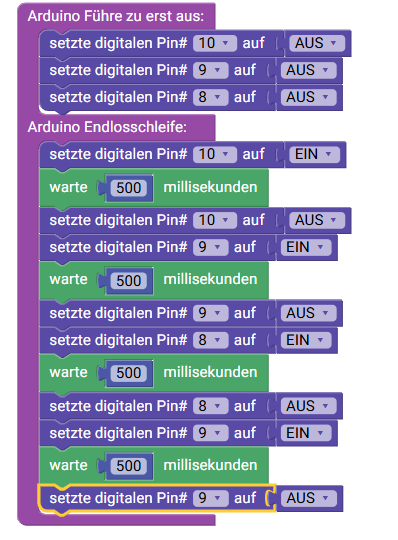 Arduino Führe zu erst aus:
setzte digitalen Pin# 10 auf AUS
setzte digitalen Pin# 9 auf AUS
setzte digitalen Pin# 8 auf AUS
Arduino Endlosschleife:
setzte digitalen Pin# 10 auf EIN
warte 500 millisekunden
setzte digitalen Pin# 10 auf AUS
setzte digitalen Pin# 9 auf EIN
warte 500 millisekunden
setzte digitalen Pin# 9 auf AUS
setzte digitalen Pin# 8 auf EIN
warte 500 millisekunden
setzte digitalen Pin# 8 auf AUS
setzte digitalen Pin# 9 auf EIN
warte 500 millisekunden
setzte digitalen Pin# 9 auf AUS